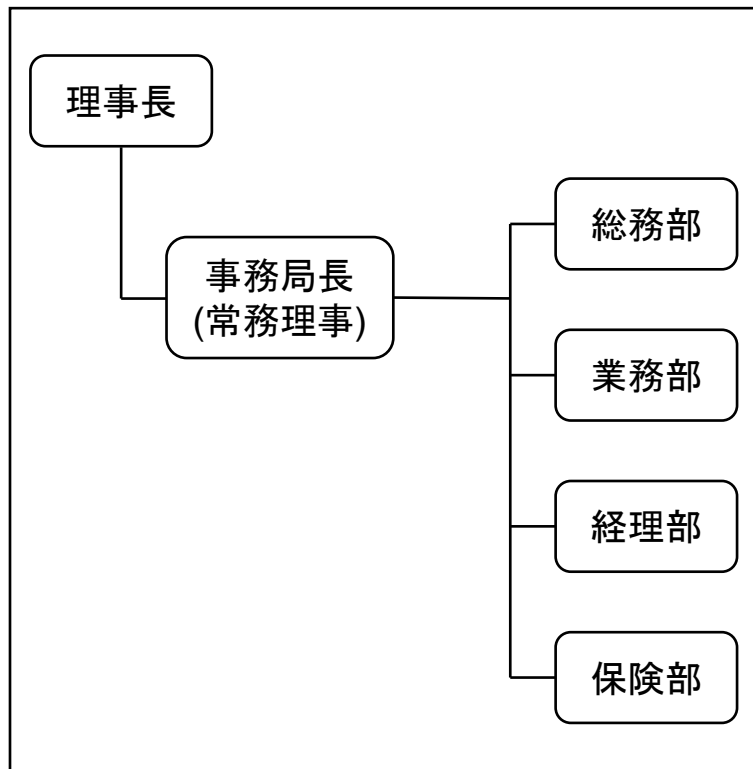 理事長
事務局長
(常務理事)
総務部
業務部
経理部
保険部